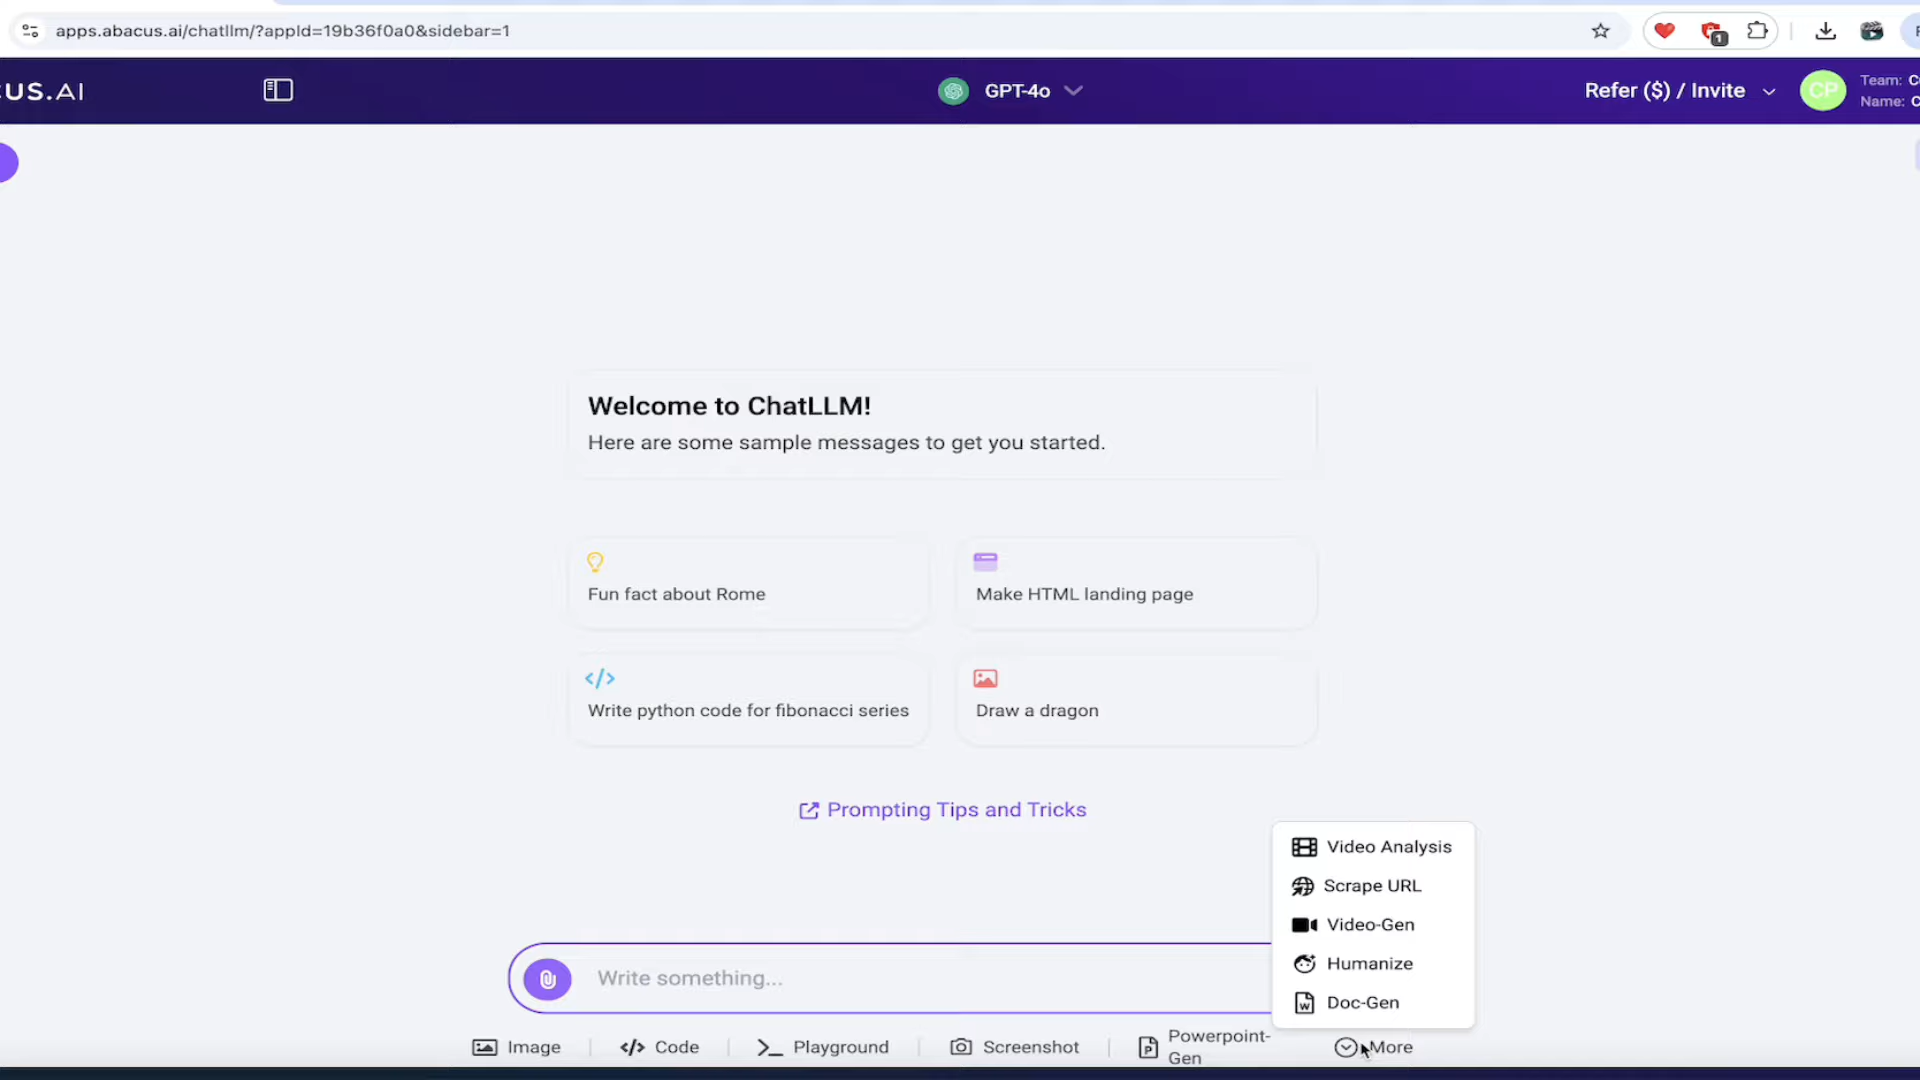 apps.abacus.ai/chatllm/?appId=19b36f0a0&sidebar=1
1
CUS.AI
GPT-4o
Refer ($) / Invite
CP
Team: C
Name: C
Welcome to ChatLLM!
Here are some sample messages to get you started.
Fun fact about Rome
Make HTML landing page
Write python code for fibonacci series
Draw a dragon
Prompting Tips and Tricks
Video Analysis
Scrape URL
Video-Gen
Humanize
Doc-Gen
Write something...
Image
Code
Playground
Screenshot
Powerpoint-
Gen
More